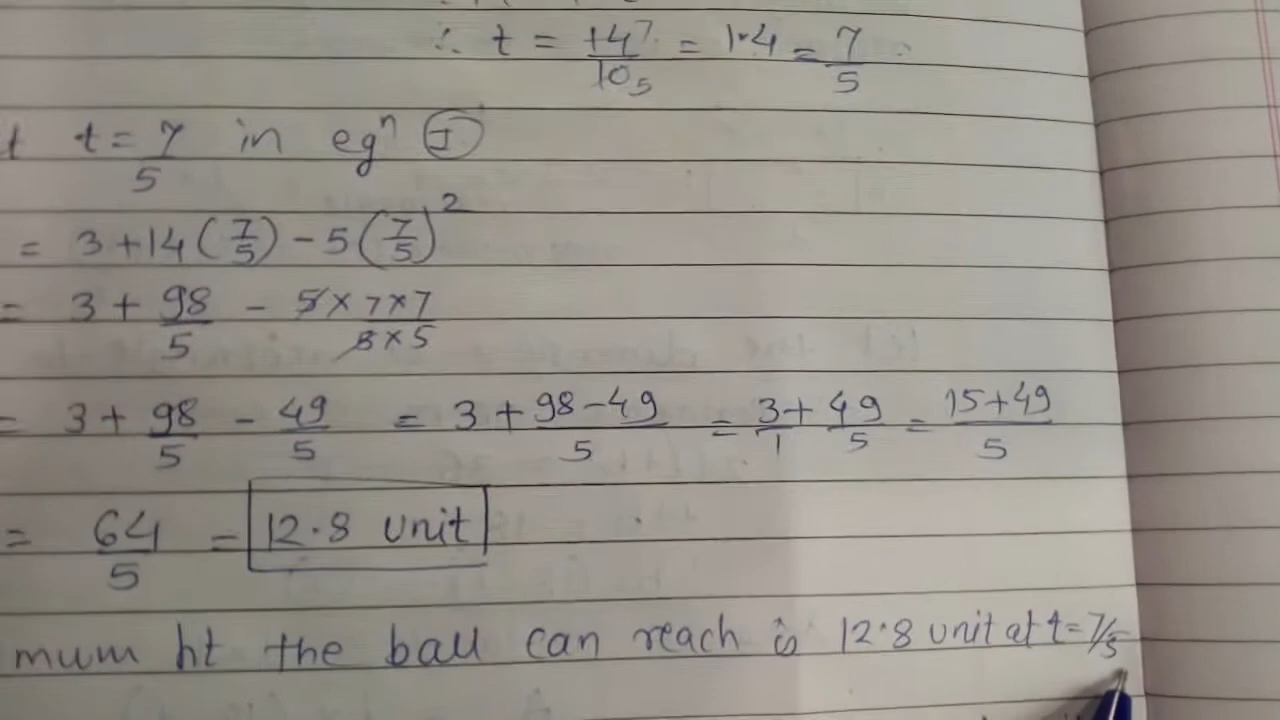 ∴ t = 14/10 7 5 = 1.4 = 7/5
t t = 7/5 in eqⁿ Ⓘ
= 3 + 14 (7/5) - 5 (7/5)²
= 3 + 98/5 - 5 × 7 × 7 / 5 × 5
= 3 + 98/5 - 49/5 = 3 + 98 - 49 / 5 = 3/1 + 49/5 = 15 + 49 / 5
= 64/5 = 12.8 unit
mum ht the ball can reach is 12.8 unit at t = 7/5